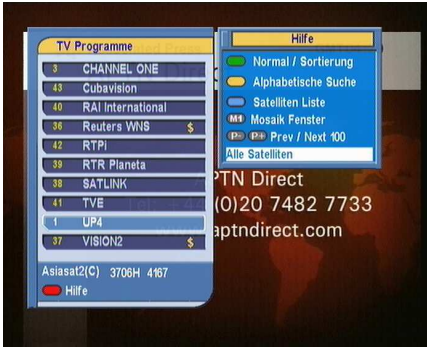 TV Programme
3 CHANNEL ONE
43 Cubavision
40 RAI International
36 Reuters WNS $
42 RTPi
39 RTR Planeta
38 SATLINK
41 TVE
1 UP4
37 VISION2 $
Asiasat2(C) 3706H 4167
Hilfe
Hilfe
Normal / Sortierung
Alphabetische Suche
Satelliten Liste
M1 Mosaik Fenster
P- P+ Prev / Next 100
Alle Satelliten
PTN Direct
(0)20 7482 7733
aptndirect.com